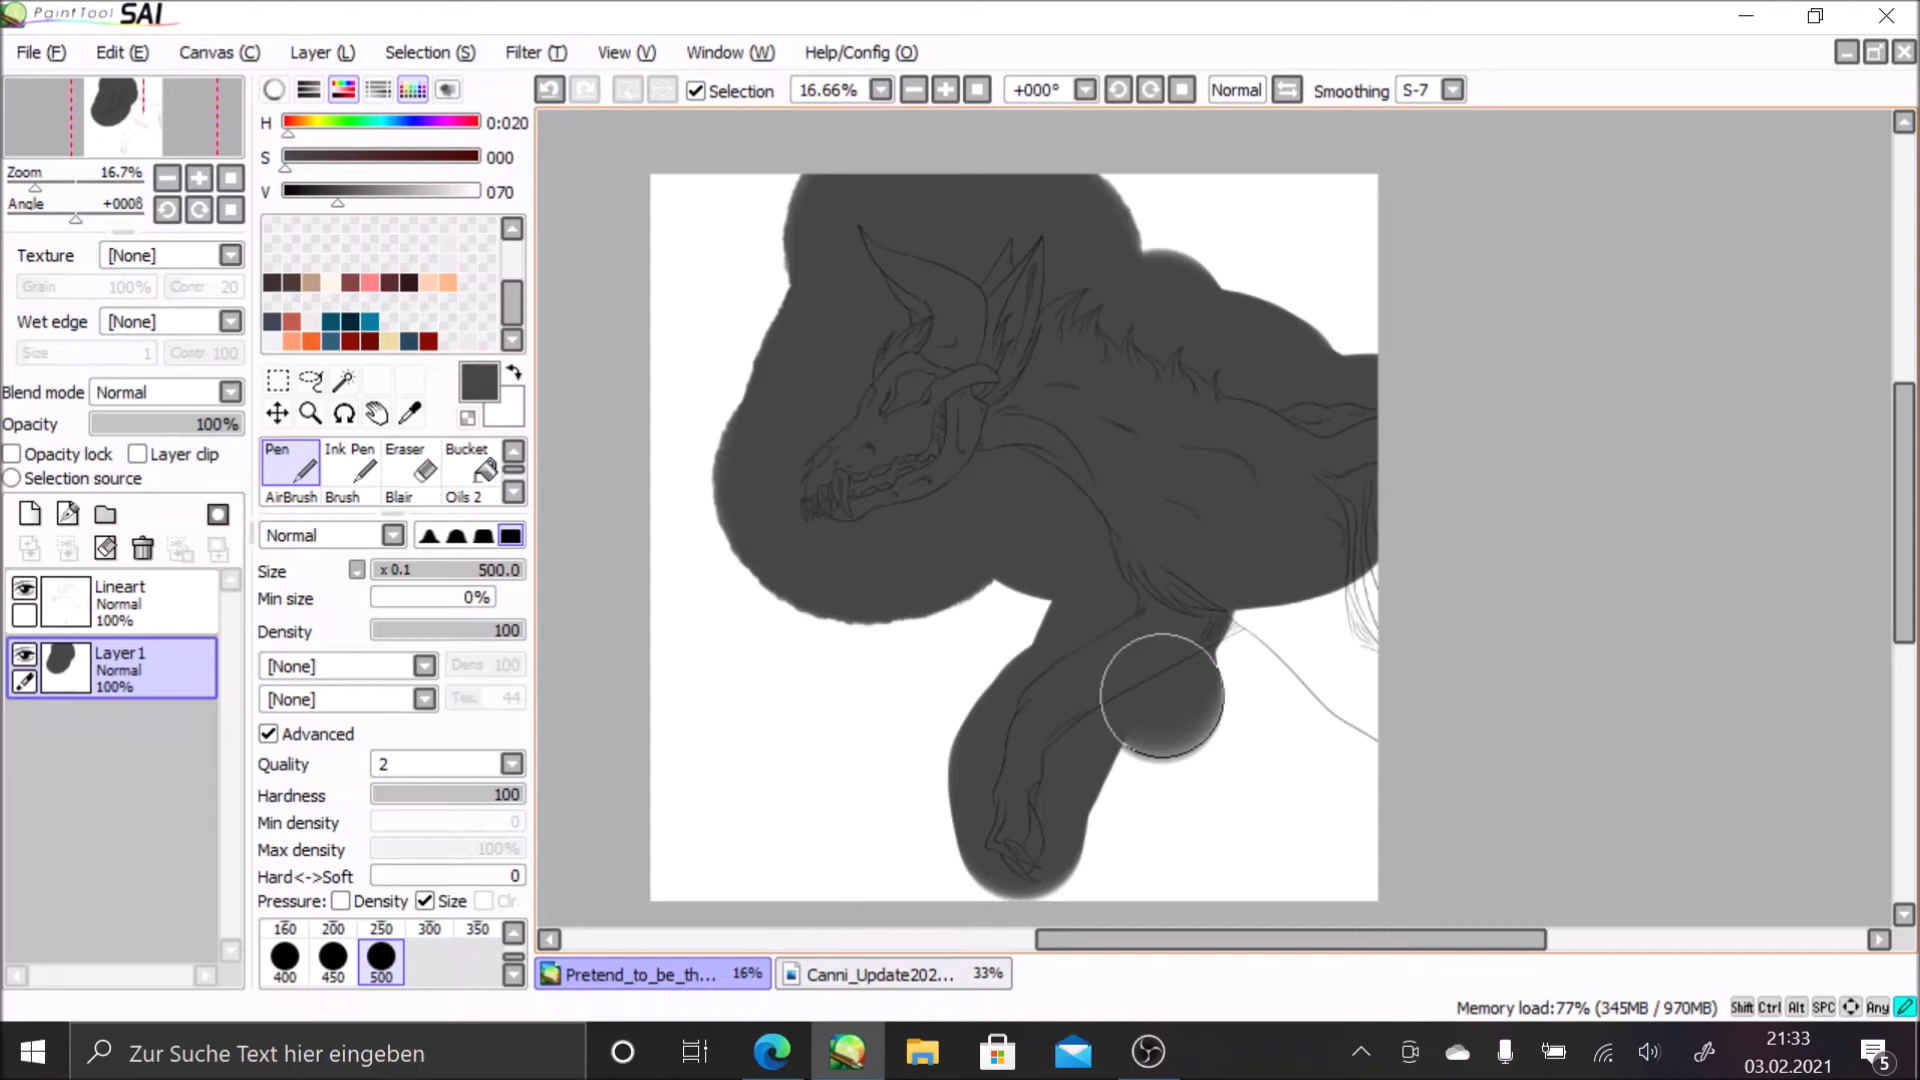 PaintTool SAI
File (F) Edit (E) Canvas (C) Layer (L) Selection (S) Filter (T) View (V) Window (W) Help/Config (O)
Selection 16.66% +000° Normal Smoothing S-7
H 0:020
S 000
V 070
Zoom 16.7%
Angle +000ß
Texture [None]
Grain 100% Contr 20
Wet edge [None]
Size 1 Contr 100
Blend mode Normal
Opacity 100%
Opacity lock Layer clip
Selection source
Lineart
Normal
100%
Layer1
Normal
100%
Pen Ink Pen Eraser Bucket
AirBrush Brush Blair Oils 2
Normal
Size x 0.1 500.0
Min size 0%
Density 100
[None] Dens 100
[None] Tex. 44
Advanced
Quality 2
Hardness 100
Min density 0
Max density 100%
Hard<->Soft 0
Pressure: Density Size Clr
160 200 250 300 350
400 450 500
Pretend_to_be_th... 16% Canni_Update202... 33%
Memory load:77% (345MB / 970MB) Shift Ctrl Alt SPC Any
Zur Suche Text hier eingeben
21:33
03.02.2021
5